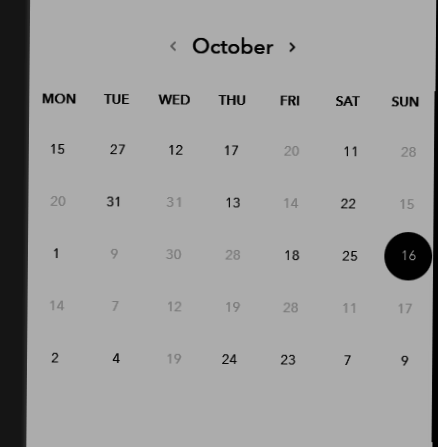 < October >
MON TUE WED THU FRI SAT SUN
15 27 12 17 20 11 28
20 31 31 13 14 22 15
1 9 30 28 18 25 16
14 7 12 19 28 11 17
2 4 19 24 23 7 9